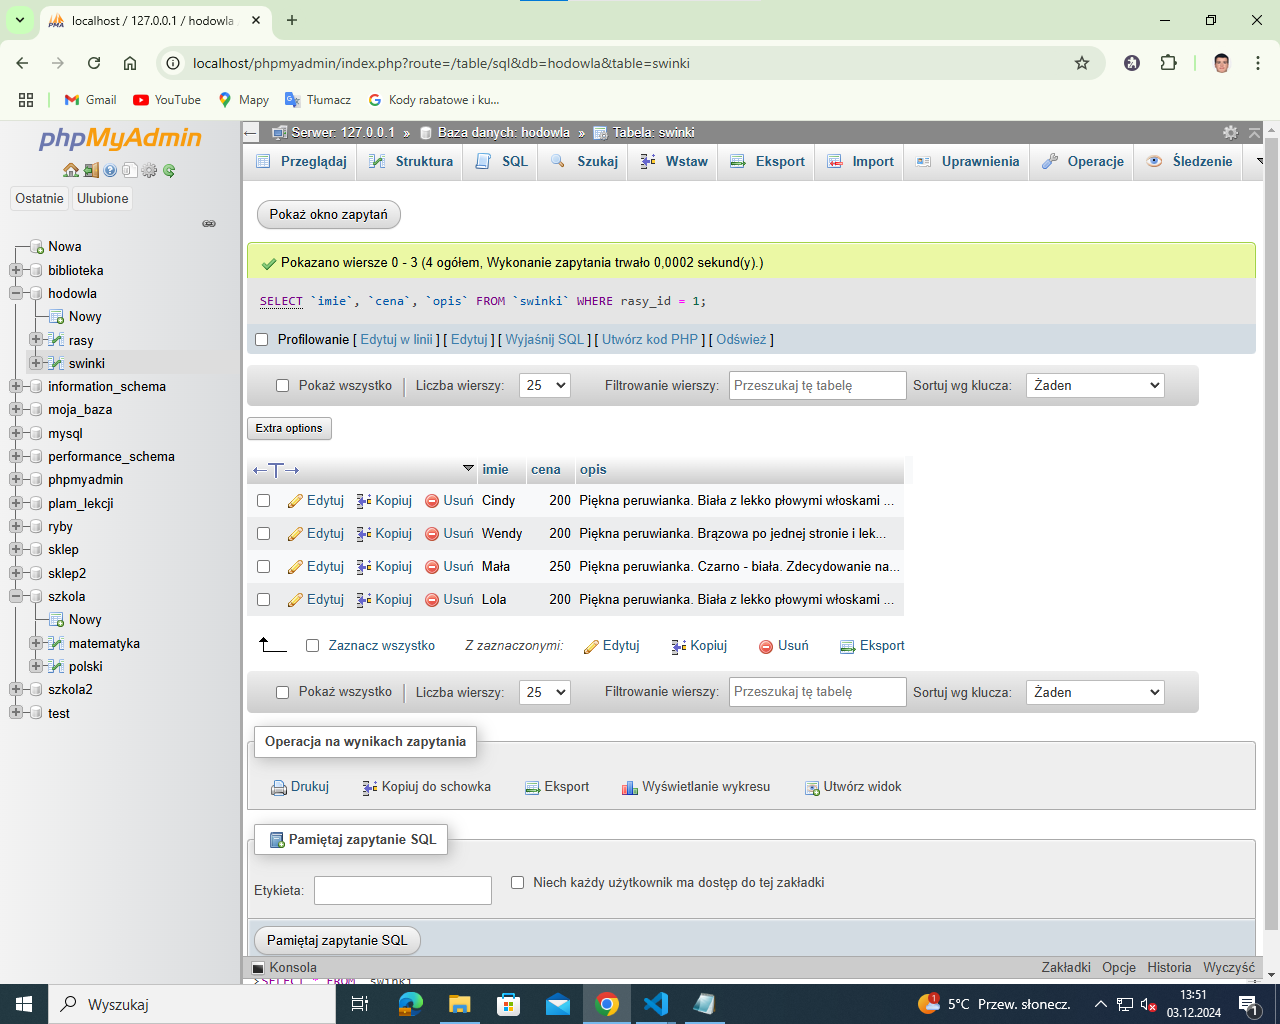 localhost / 127.0.0.1 / hodowla
localhost/phpmyadmin/index.php?route=/table/sql&db=hodowla&table=swinki
Gmail
YouTube
Mapy
Tłumacz
Kody rabatowe i ku...
phpMyAdmin
Ostatnie
Ulubione
Nowa
biblioteka
hodowla
Nowy
rasy
swinki
information_schema
moja_baza
mysql
performance_schema
phpmyadmin
plam_lekcji
ryby
sklep
sklep2
szkola
Nowy
matematyka
polski
szkola2
test
Serwer: 127.0.0.1 » Baza danych: hodowla » Tabela: swinki
Przeglądaj
Struktura
SQL
Szukaj
Wstaw
Eksport
Import
Uprawnienia
Operacje
Śledzenie
Pokaż okno zapytań
Pokazano wiersze 0 - 3 (4 ogółem, Wykonanie zapytania trwało 0,0002 sekund(y).)
SELECT `imie`, `cena`, `opis` FROM `swinki` WHERE rasy_id = 1;
Profilowanie [ Edytuj w linii ] [ Edytuj ] [ Wyjaśnij SQL ] [ Utwórz kod PHP ] [ Odśwież ]
Pokaż wszystko | Liczba wierszy: 25 Filtrowanie wierszy: Przeszukaj tę tabelę Sortuj wg klucza: Żaden
Extra options
←T→ imie cena opis
Edytuj Kopiuj Usuń Cindy 200 Piękna peruwianka. Biała z lekko płowymi włoskami ...
Edytuj Kopiuj Usuń Wendy 200 Piękna peruwianka. Brązowa po jednej stronie i lek...
Edytuj Kopiuj Usuń Mała 250 Piękna peruwianka. Czarno - biała. Zdecydowanie na...
Edytuj Kopiuj Usuń Lola 200 Piękna peruwianka. Biała z lekko płowymi włoskami ...
Zaznacz wszystko Z zaznaczonymi: Edytuj Kopiuj Usuń Eksport
Pokaż wszystko | Liczba wierszy: 25 Filtrowanie wierszy: Przeszukaj tę tabelę Sortuj wg klucza: Żaden
Operacja na wynikach zapytania
Drukuj Kopiuj do schowka Eksport Wyświetlanie wykresu Utwórz widok
Pamiętaj zapytanie SQL
Etykieta: Niech każdy użytkownik ma dostęp do tej zakładki
Pamiętaj zapytanie SQL
Konsola Zakładki Opcje Historia Wyczyść
>SELECT * FROM `swinki`
Wyszukaj
5°C Przew. słonecz.
13:51
03.12.2024
1
1